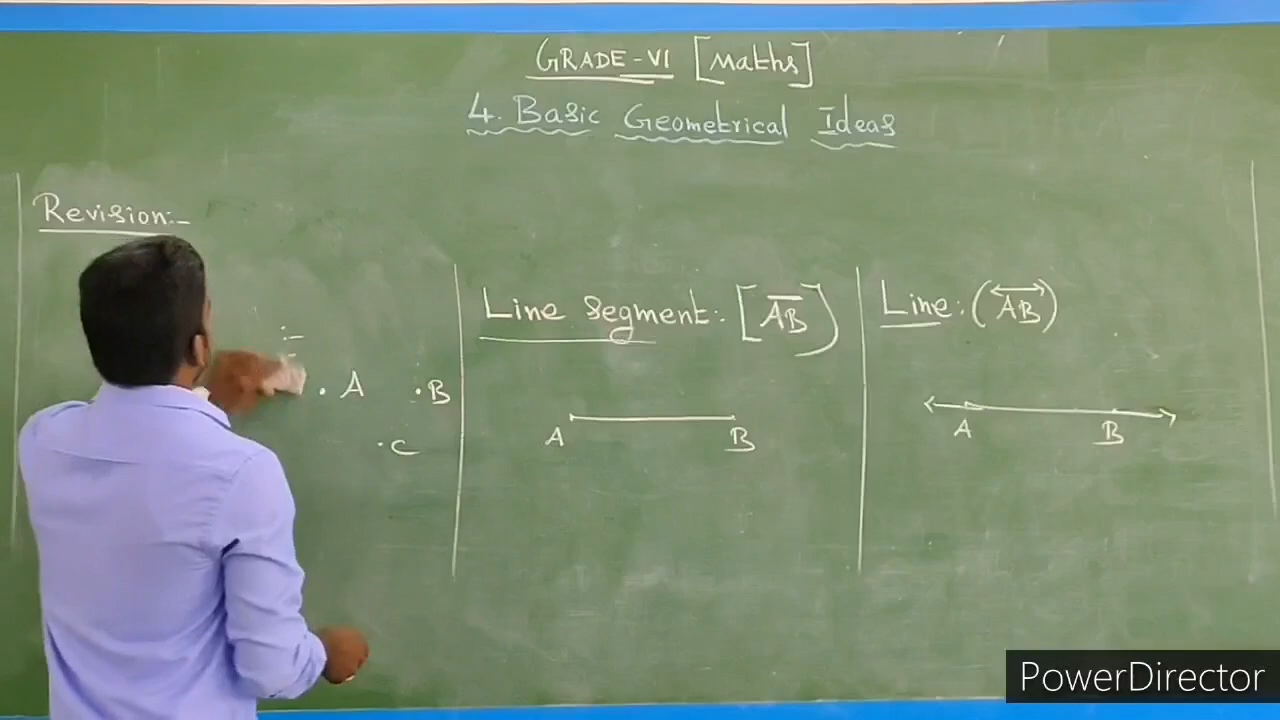 GRADE-VI [Maths]
4. Basic Geometrical Ideas
Revision:-
:-
. A
. B
. C
Line segment: [AB)
A B
Line: (AB)
A B
PowerDirector